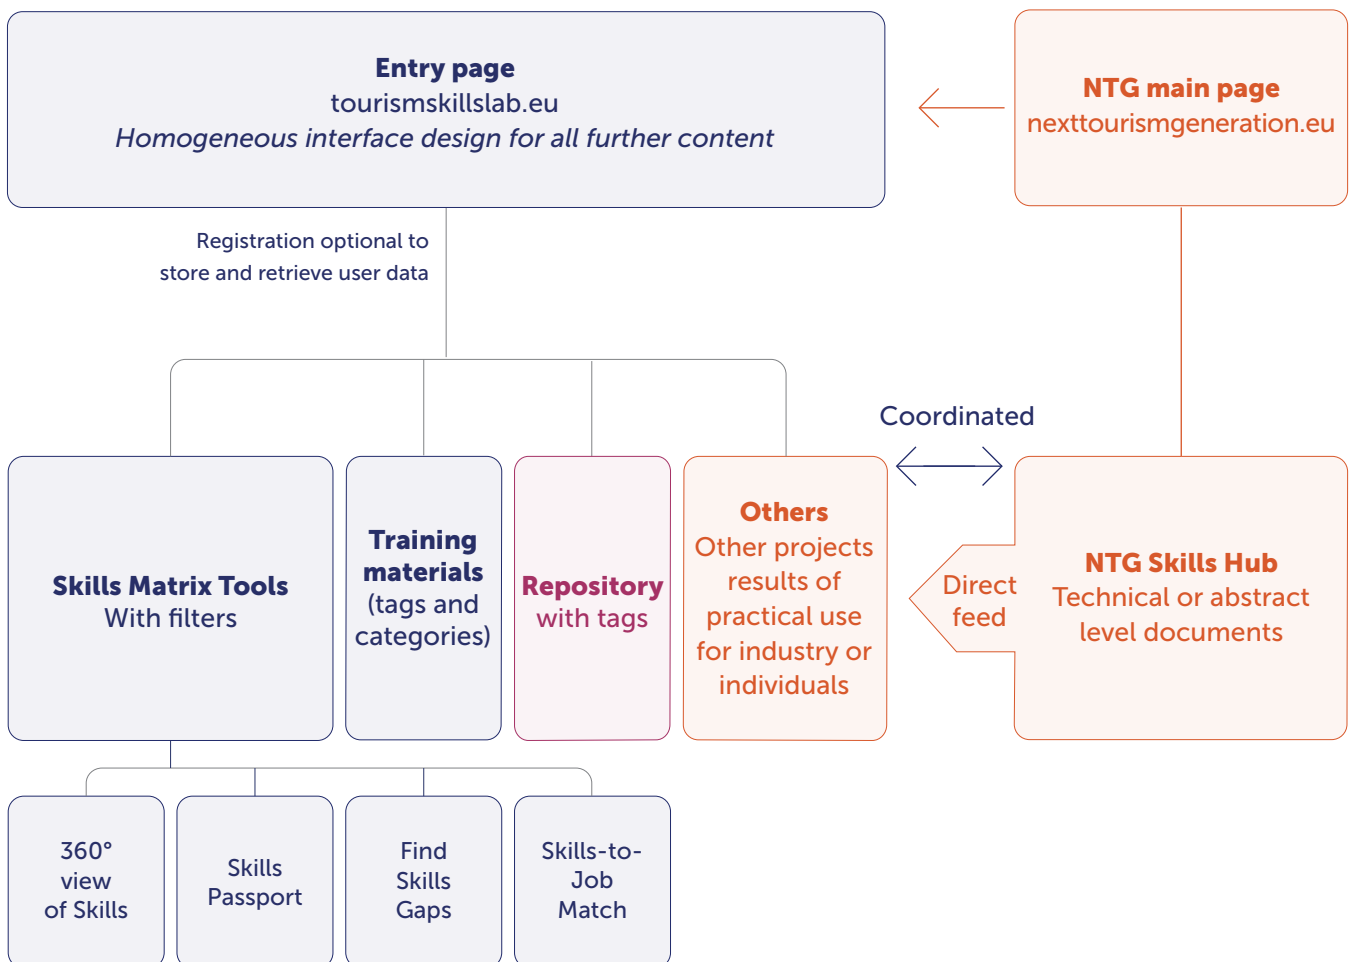 Entry page
tourismskillslab.eu
Homogeneous interface design for all further content
NTG main page
nexttourismgeneration.eu
Registration optional to
store and retrieve user data
Coordinated
Skills Matrix Tools
With filters
Training
materials
(tags and
categories)
Repository
with tags
Others
Other projects
results of
practical use
for industry or
individuals
Direct
feed
NTG Skills Hub
Technical or abstract
level documents
360°
view
of Skills
Skills
Passport
Find
Skills
Gaps
Skills-to-
Job
Match